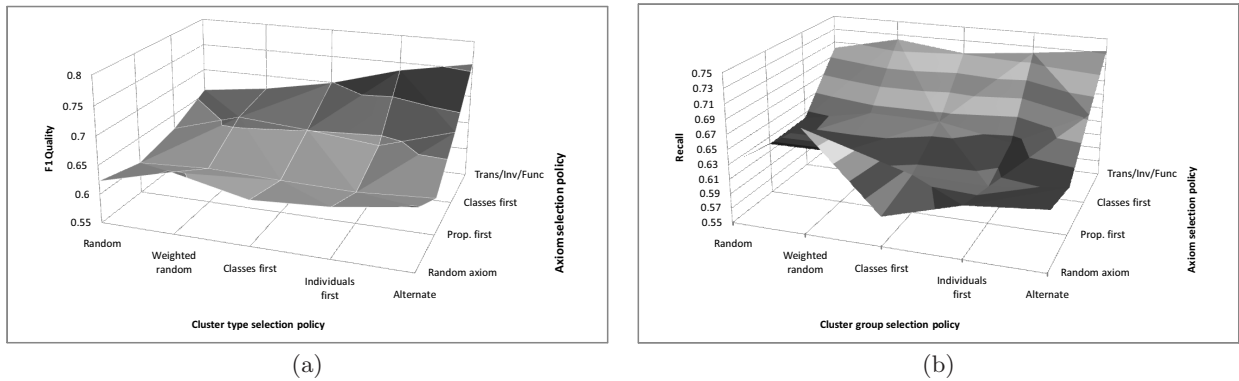 0.8
0.75
0.7
0.65
0.6
0.55
F1 Quality
Random
Weighted
random
Classes first
Individuals
first
Alternate
Random axiom
Prop. first
Classes first
Trans/Inv/Func
Axiom selection policy
Cluster type selection policy
(a)
0.75
0.73
0.71
0.69
0.67
0.65
0.63
0.61
0.59
0.57
0.55
Recall
Random
Weighted
random
Classes first
Individuals
first
Alternate
Random axiom
Prop. first
Classes first
Trans/Inv/Func
Axiom selection policy
Cluster group selection policy
(b)